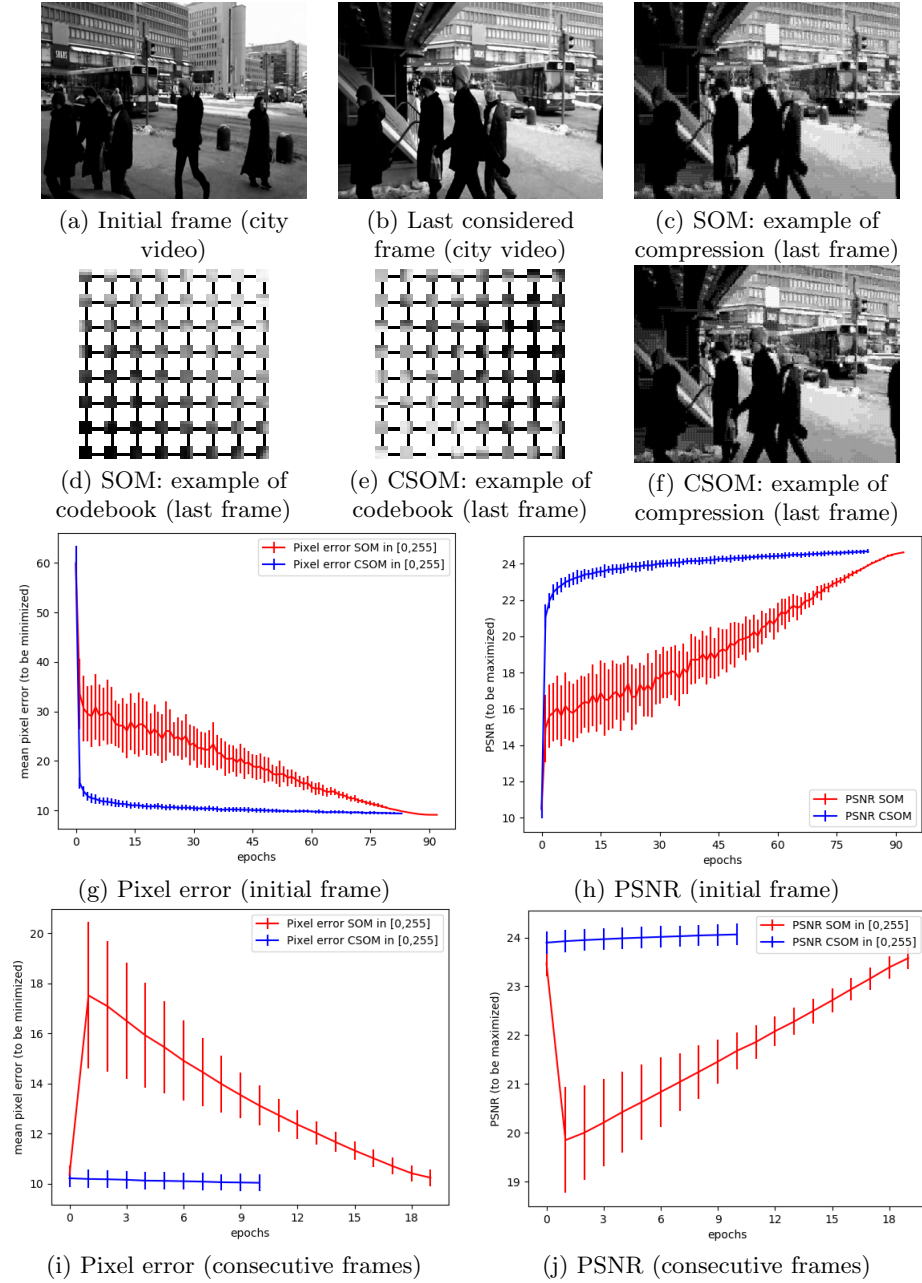 (a) Initial frame (city
video)
(b) Last considered
frame (city video)
(c) SOM: example of
compression (last frame)
(d) SOM: example of
codebook (last frame)
(e) CSOM: example of
codebook (last frame)
(f) CSOM: example of
compression (last frame)
Pixel error SOM in [0,255]
Pixel error CSOM in [0,255]
mean pixel error (to be minimized)
60
50
40
30
20
10
0 15 30 45 60 75 90
epochs
(g) Pixel error (initial frame)
PSNR (to be maximized)
24
22
20
18
16
14
12
10
PSNR SOM
PSNR CSOM
0 15 30 45 60 75 90
epochs
(h) PSNR (initial frame)
Pixel error SOM in [0,255]
Pixel error CSOM in [0,255]
mean pixel error (to be minimized)
20
18
16
14
12
10
0 3 6 9 12 15 18
epochs
(i) Pixel error (consecutive frames)
PSNR SOM in [0,255]
PSNR CSOM in [0,255]
PSNR (to be maximized)
24
23
22
21
20
19
0 3 6 9 12 15 18
epochs
(j) PSNR (consecutive frames)